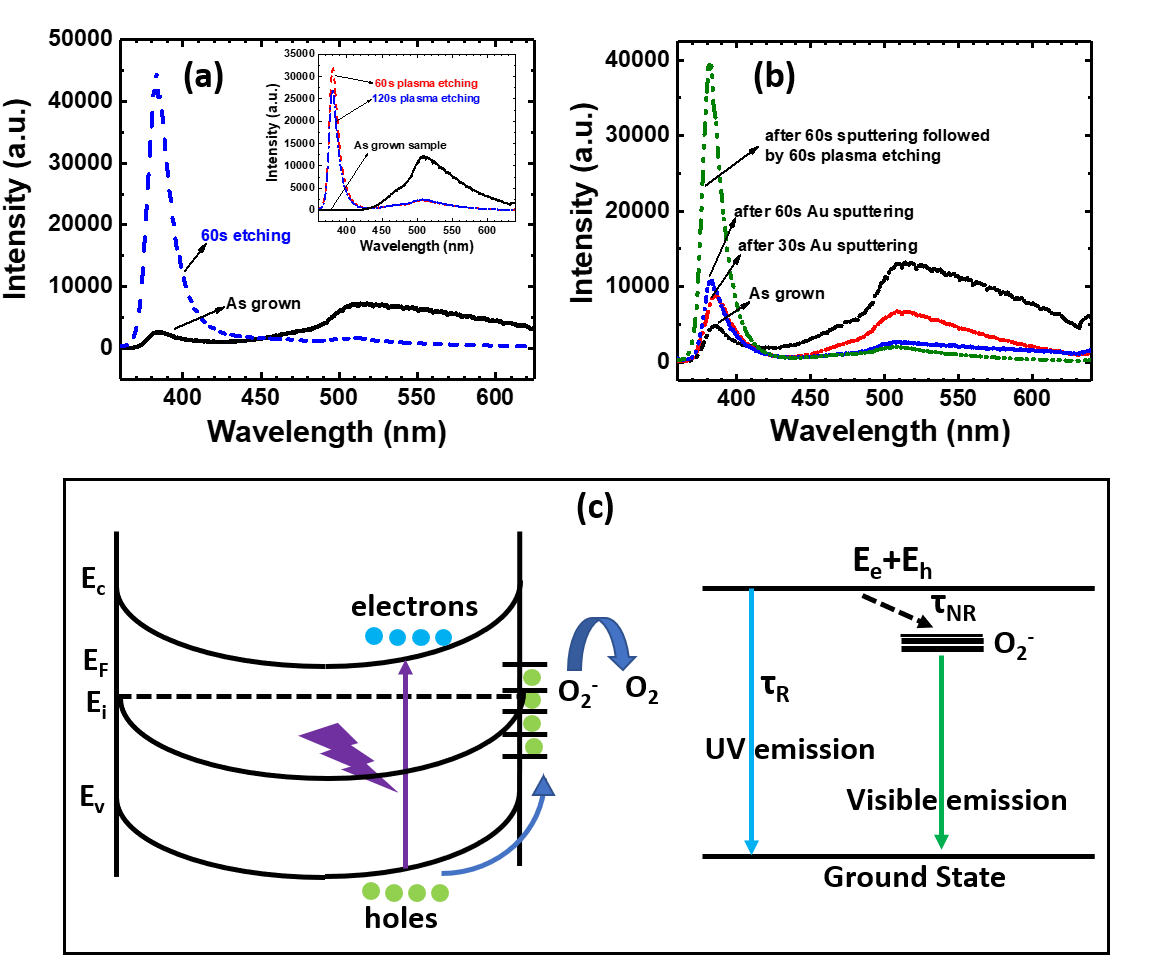 (a)
Intensity (a.u.)
50000
40000
30000
20000
10000
0
400
450
500
550
600
Wavelength (nm)
60s etching
As grown
Intensity (a.u.)
35000
30000
25000
20000
15000
10000
5000
0
400
450
500
550
600
Wavelength (nm)
60s plasma etching
120s plasma etching
As grown sample
(b)
Intensity (a.u.)
40000
30000
20000
10000
0
400
450
500
550
600
Wavelength (nm)
after 60s sputtering followed
by 60s plasma etching
after 60s Au sputtering
after 30s Au sputtering
As grown
(c)
Ec
EF
Ei
Ev
electrons
holes
O2-
O2
Ee+Eh
τNR
O2-
τR
UV emission
Visible emission
Ground State